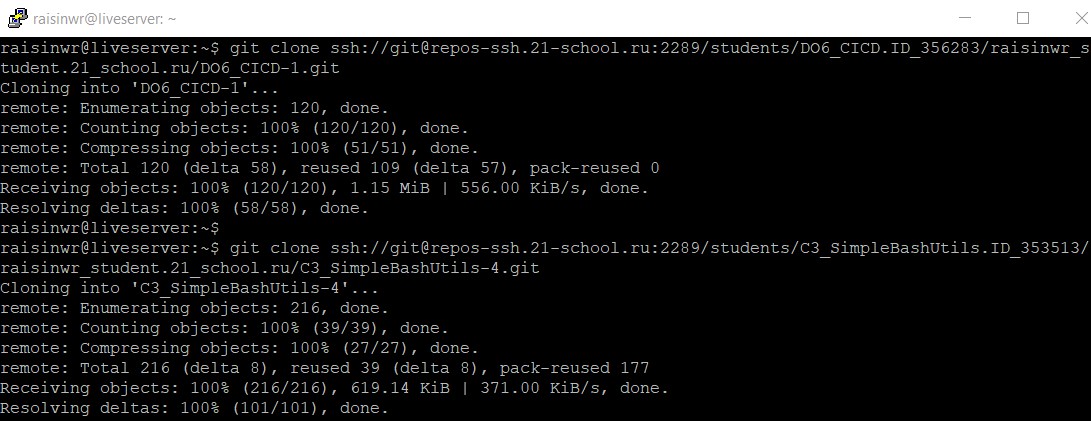 raisinwr@liveserver: ~
raisinwr@liveserver:~$ git clone ssh://git@repos-ssh.21-school.ru:2289/students/DO6_CICD.ID_356283/raisinwr_s
tudent.21_school.ru/DO6_CICD-1.git
Cloning into 'DO6_CICD-1'...
remote: Enumerating objects: 120, done.
remote: Counting objects: 100% (120/120), done.
remote: Compressing objects: 100% (51/51), done.
remote: Total 120 (delta 58), reused 109 (delta 57), pack-reused 0
Receiving objects: 100% (120/120), 1.15 MiB | 556.00 KiB/s, done.
Resolving deltas: 100% (58/58), done.
raisinwr@liveserver:~$
raisinwr@liveserver:~$ git clone ssh://git@repos-ssh.21-school.ru:2289/students/C3_SimpleBashUtils.ID_353513/
raisinwr_student.21_school.ru/C3_SimpleBashUtils-4.git
Cloning into 'C3_SimpleBashUtils-4'...
remote: Enumerating objects: 216, done.
remote: Counting objects: 100% (39/39), done.
remote: Compressing objects: 100% (27/27), done.
remote: Total 216 (delta 8), reused 39 (delta 8), pack-reused 177
Receiving objects: 100% (216/216), 619.14 KiB | 371.00 KiB/s, done.
Resolving deltas: 100% (101/101), done.